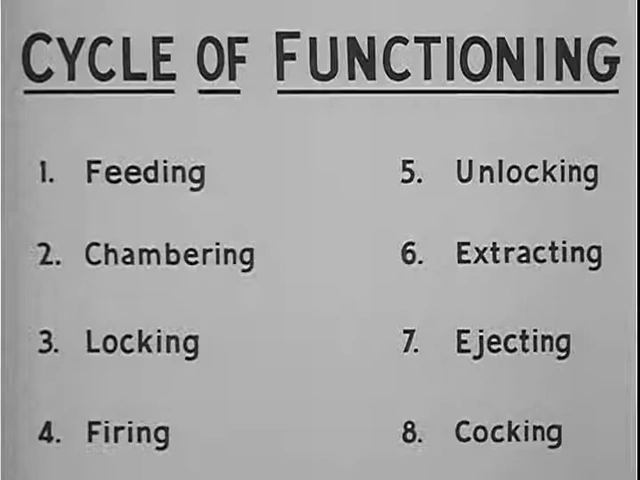 CYCLE OF FUNCTIONING
1. Feeding
2. Chambering
3. Locking
4. Firing
5. Unlocking
6. Extracting
7. Ejecting
8. Cocking